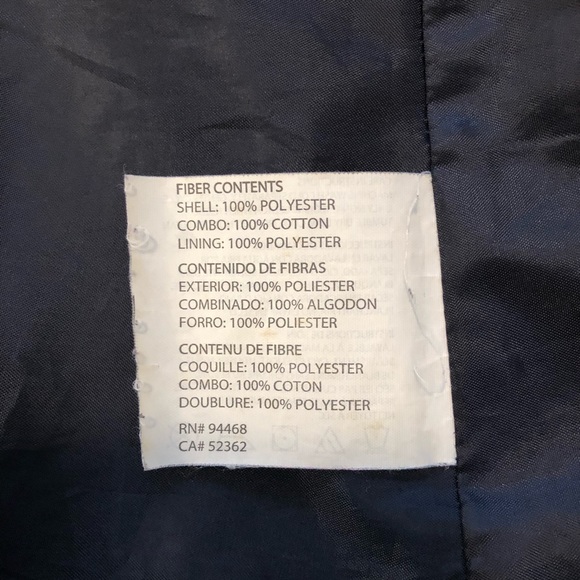 FIBER CONTENTS
SHELL: 100% POLYESTER
COMBO: 100% COTTON
LINING: 100% POLYESTER
CONTENIDO DE FIBRAS
EXTERIOR: 100% POLIESTER
COMBINADO: 100% ALGODON
FORRO: 100% POLIESTER
CONTENU DE FIBRE
COQUILLE: 100% POLYESTER
COMBO: 100% COTON
DOUBLURE: 100% POLYESTER
RN# 94468
CA# 52362